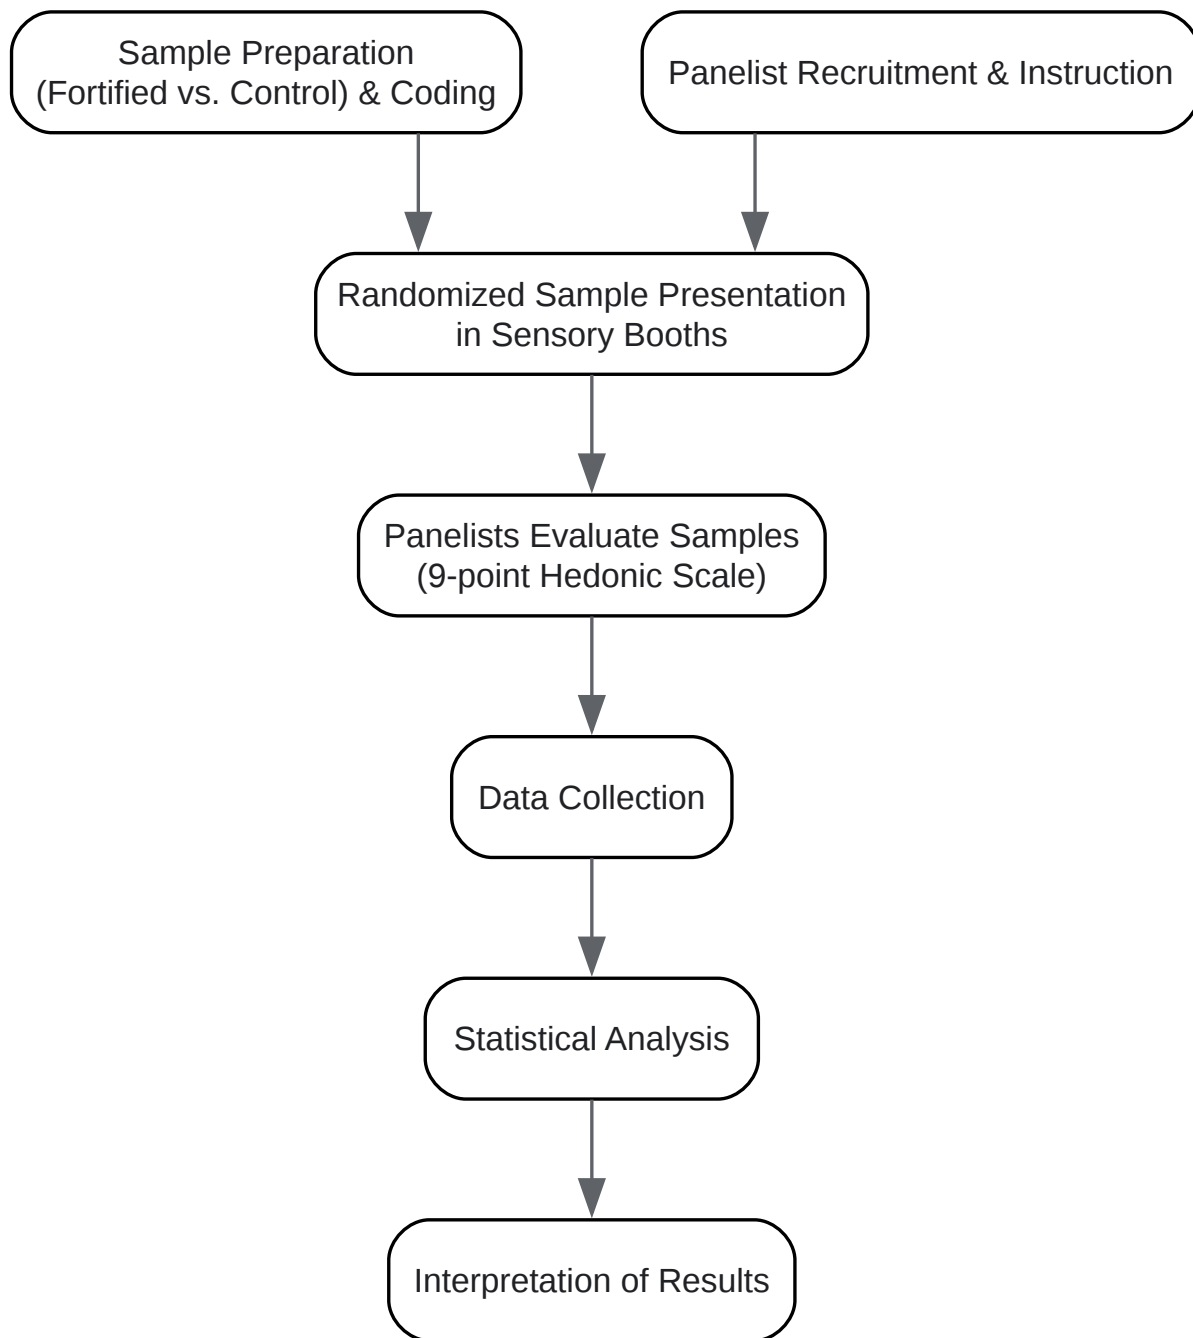 Sample Preparation
(Fortified vs. Control) & Coding
Panelist Recruitment & Instruction
Randomized Sample Presentation
in Sensory Booths
Panelists Evaluate Samples
(9-point Hedonic Scale)
Data Collection
Statistical Analysis
Interpretation of Results